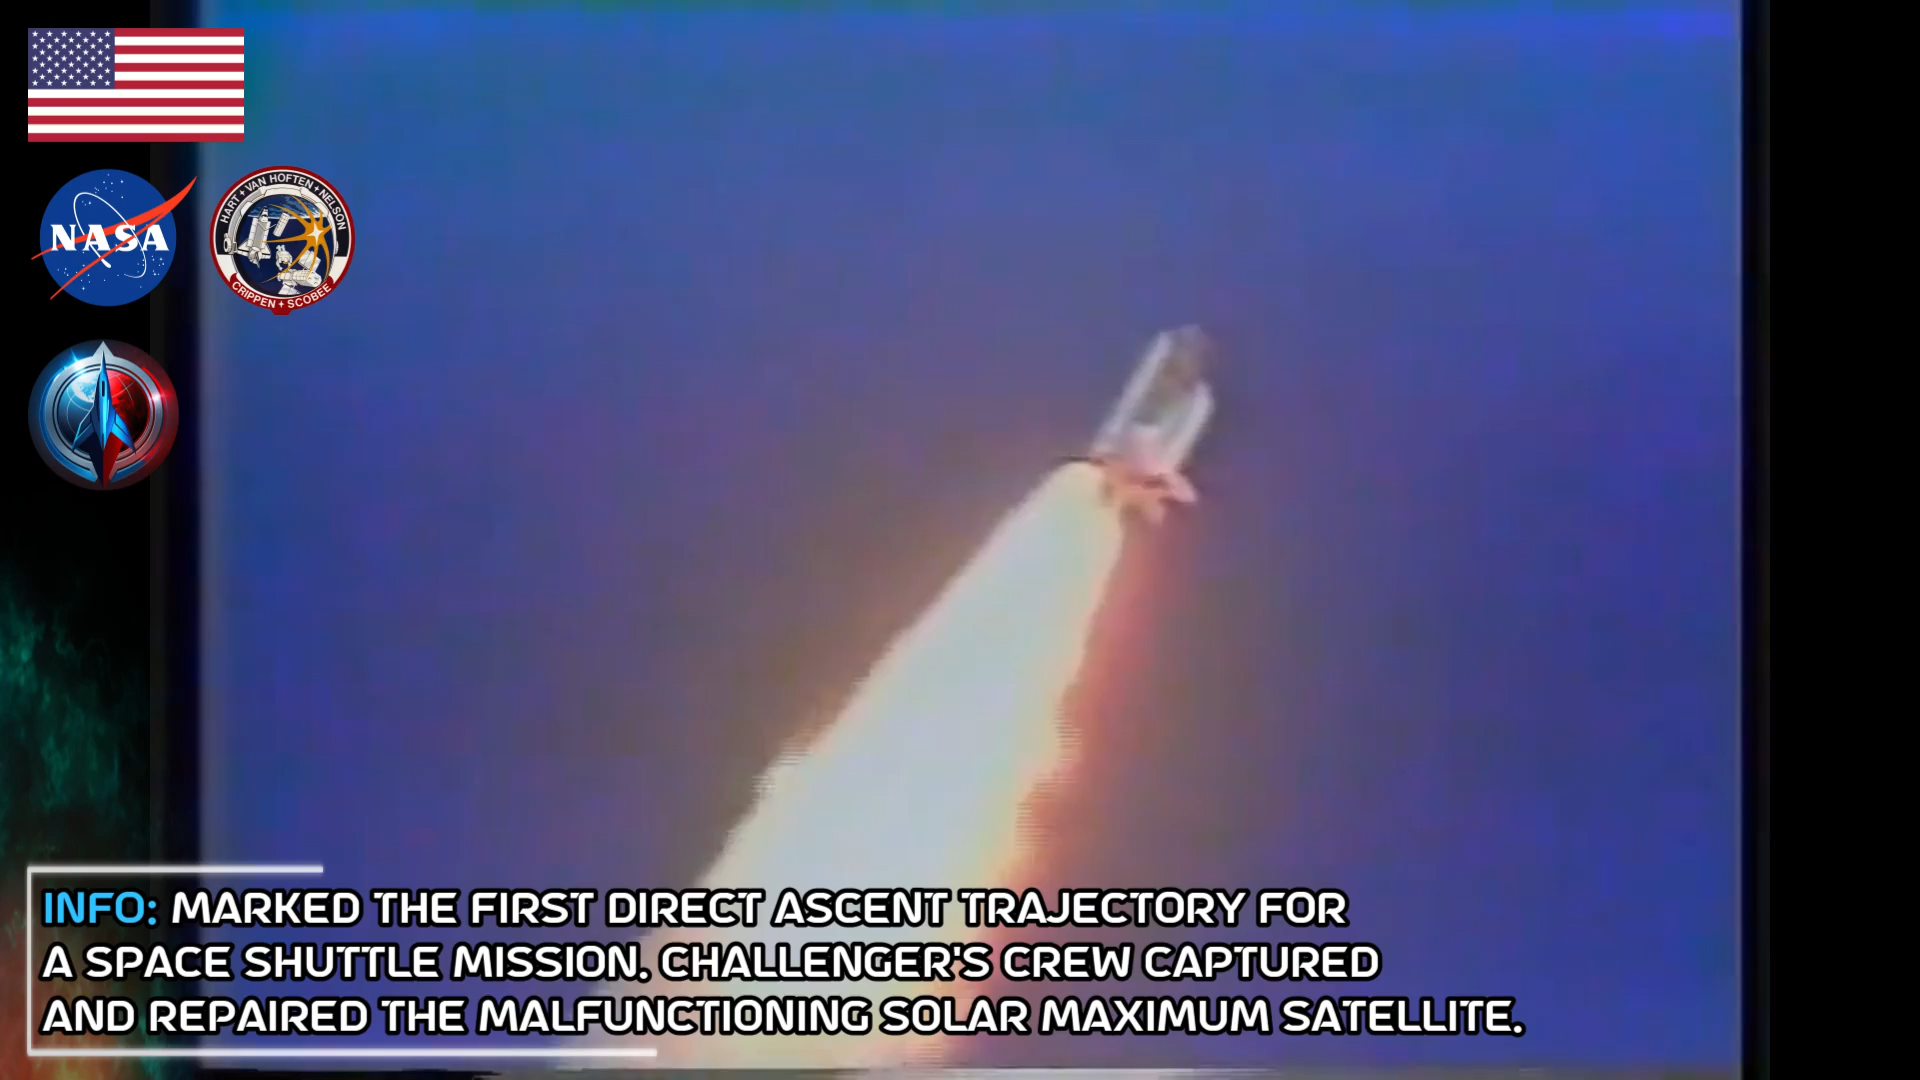 NASA
HART + VAN HOFTEN + NELSON
CRIPPEN + SCOBEE
INFO: MARKED THE FIRST DIRECT ASCENT TRAJECTORY FOR
A SPACE SHUTTLE MISSION. CHALLENGER'S CREW CAPTURED
AND REPAIRED THE MALFUNCTIONING SOLAR MAXIMUM SATELLITE.